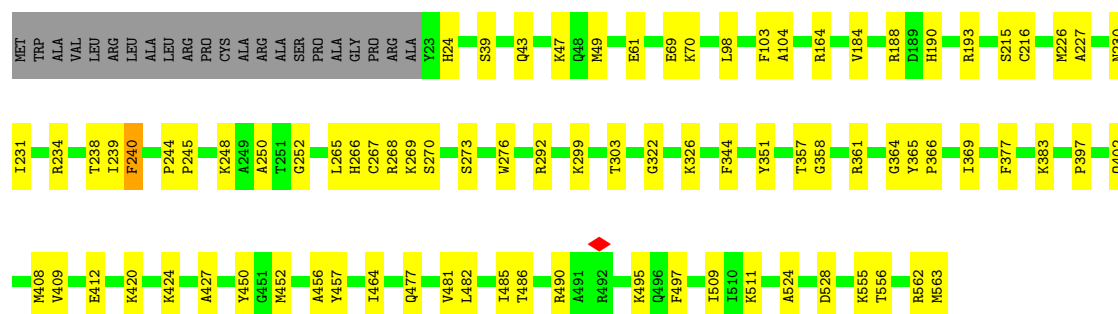 MET TRP ALA VAL LEU ARG ALA LEU ARG PRO CYS ALA ARG ALA SER PRO ALA GLY PRO ARG ALA Y23 H24 S39 Q43 K47 Q48 M49 E61 E69 K70 L98 F103 A104 R164 V184 R188 D189 H190 R193 S215 C216 M226 A227
I231 R234 T238 I239 F240 P244 P245 K248 A249 A250 T251 G252 L265 H266 C267 R268 K269 S270 S273 W276 R292 K299 T303 G322 K326 F344 Y351 T357 G358 R361 G364 Y365 P366 I369 F377 K383 P397
M408 V409 E412 K420 K424 A427 Y450 G451 M452 A456 Y457 I464 Q477 V481 L482 I485 T486 R490 A491 R492 K495 Q496 F497 I509 I510 K511 A524 D528 K555 T556 R562 M563